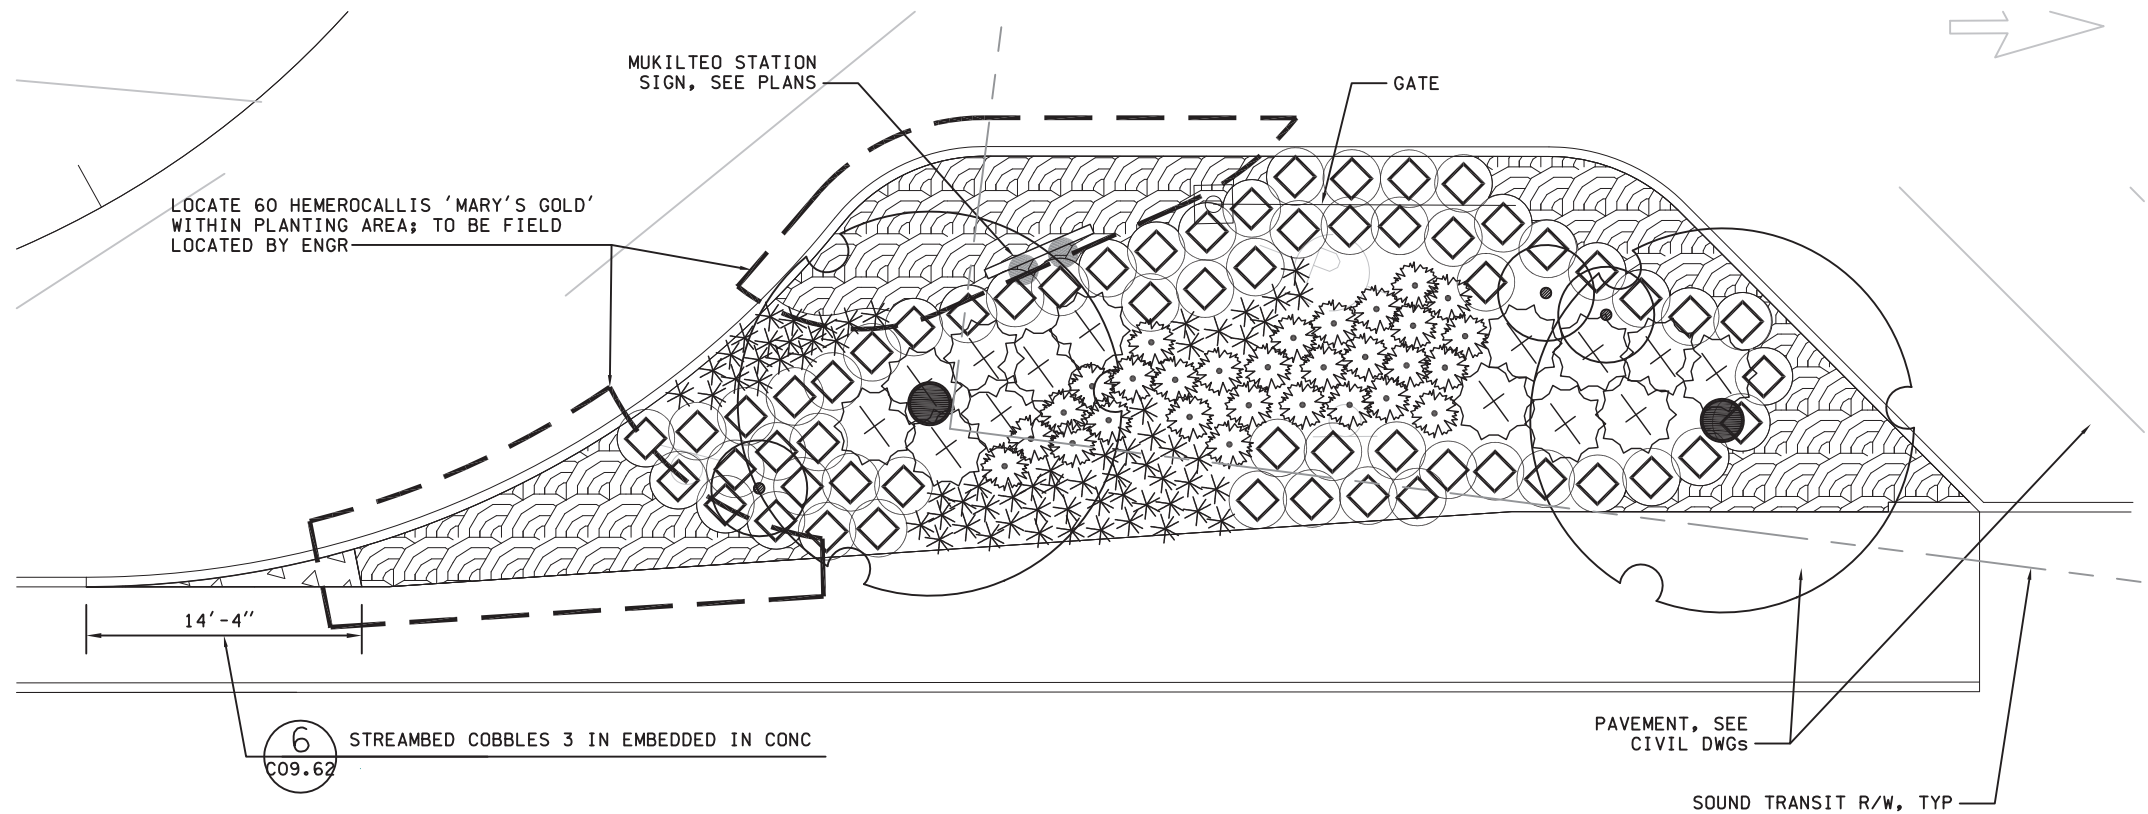 MUKILTEO STATION
SIGN, SEE PLANS
GATE
LOCATE 60 HEMEROCALLIS 'MARY'S GOLD'
WITHIN PLANTING AREA; TO BE FIELD
LOCATED BY ENGR
14'-4"
6
C09.62
STREAMBED COBBLES 3 IN EMBEDDED IN CONC
PAVEMENT, SEE
CIVIL DWGs
SOUND TRANSIT R/W, TYP